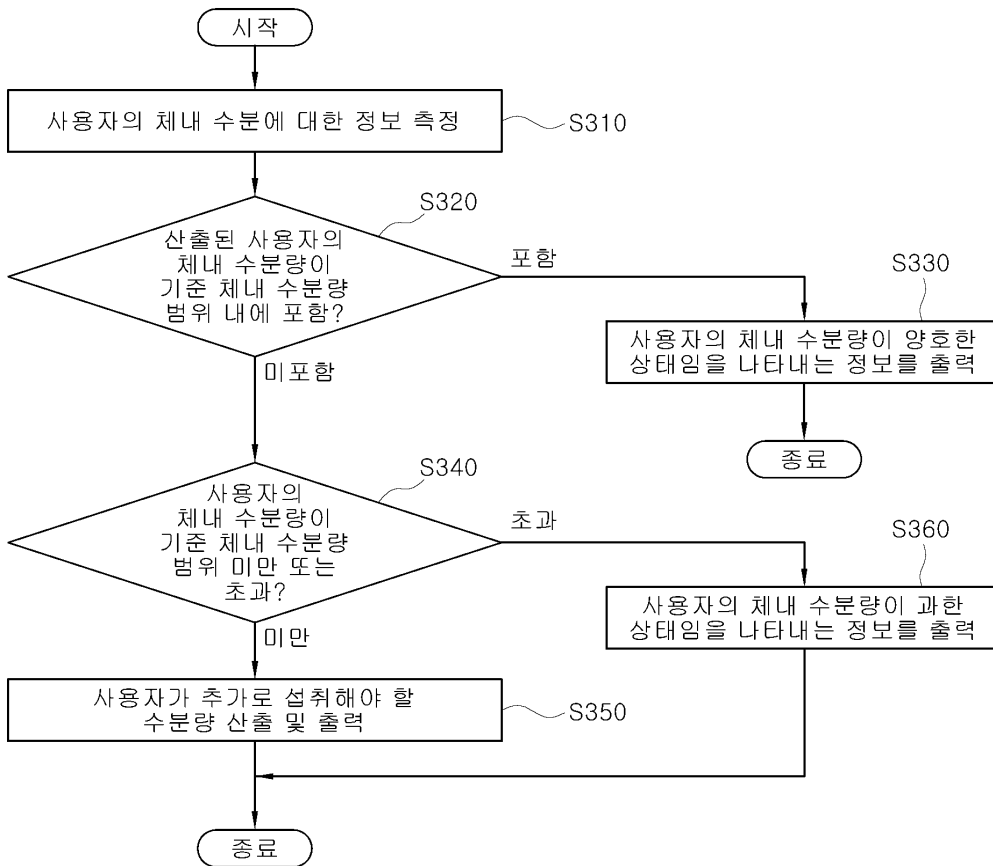 시작
사용자의 체내 수분에 대한 정보 측정
S310
S320
산출된 사용자의
체내 수분량이
기준 체내 수분량
범위 내에 포함?
포함
S330
사용자의 체내 수분량이 양호한
상태임을 나타내는 정보를 출력
미포함
종료
S340
사용자의
체내 수분량이
기준 체내 수분량
범위 미만 또는
초과?
초과
S360
사용자의 체내 수분량이 과한
상태임을 나타내는 정보를 출력
미만
사용자가 추가로 섭취해야 할
수분량 산출 및 출력
S350
종료